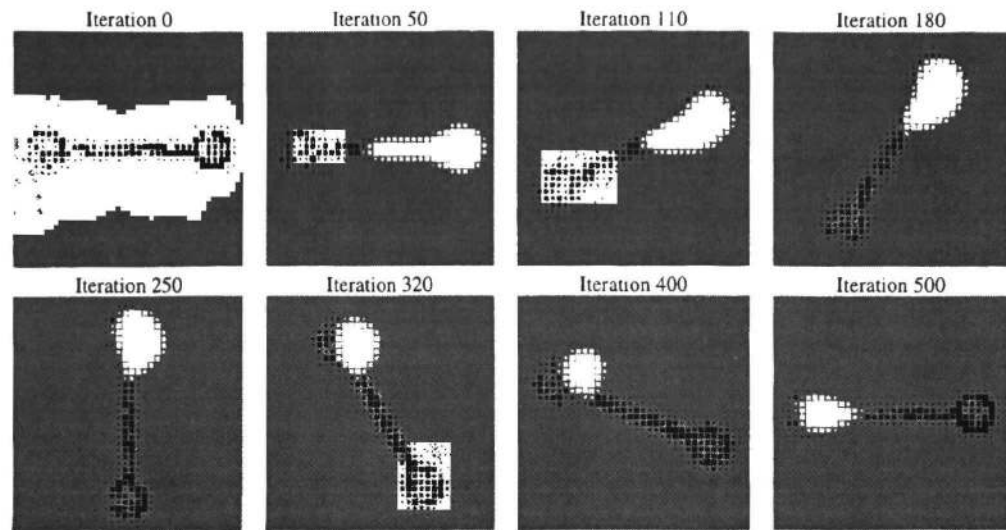 Iteration 0
Iteration 50
Iteration 110
Iteration 180
Iteration 250
Iteration 320
Iteration 400
Iteration 500